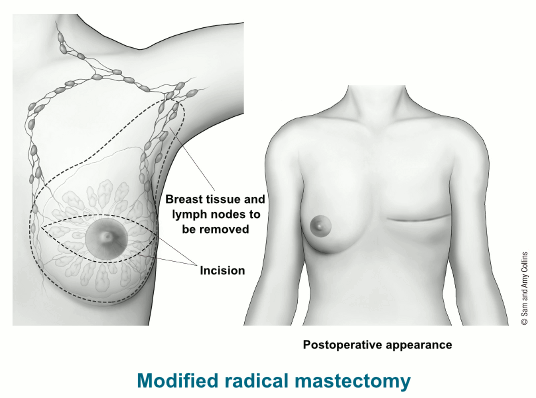 Breast tissue and
lymph nodes to
be removed
Incision
Postoperative appearance
© Sam and Amy Collins
Modified radical mastectomy